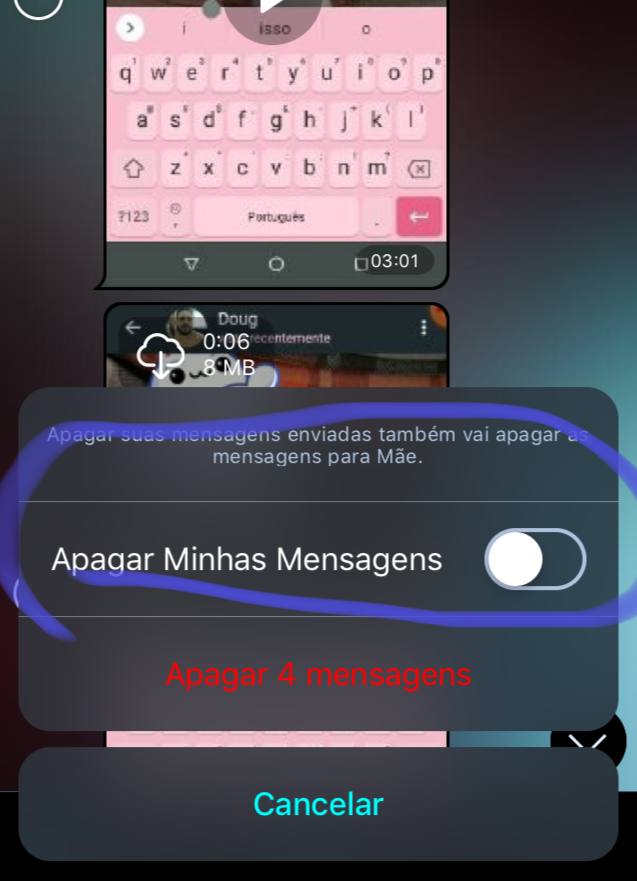 i isso o
q w e r t y u i o p
a s d f g h j k l
z x c v b n m
?123 Português .
03:01
Doug
recentemente
0:06
8 MB
Apagar suas mensagens enviadas também vai apagar as
mensagens para Mãe.
Apagar Minhas Mensagens
Apagar 4 mensagens
Cancelar